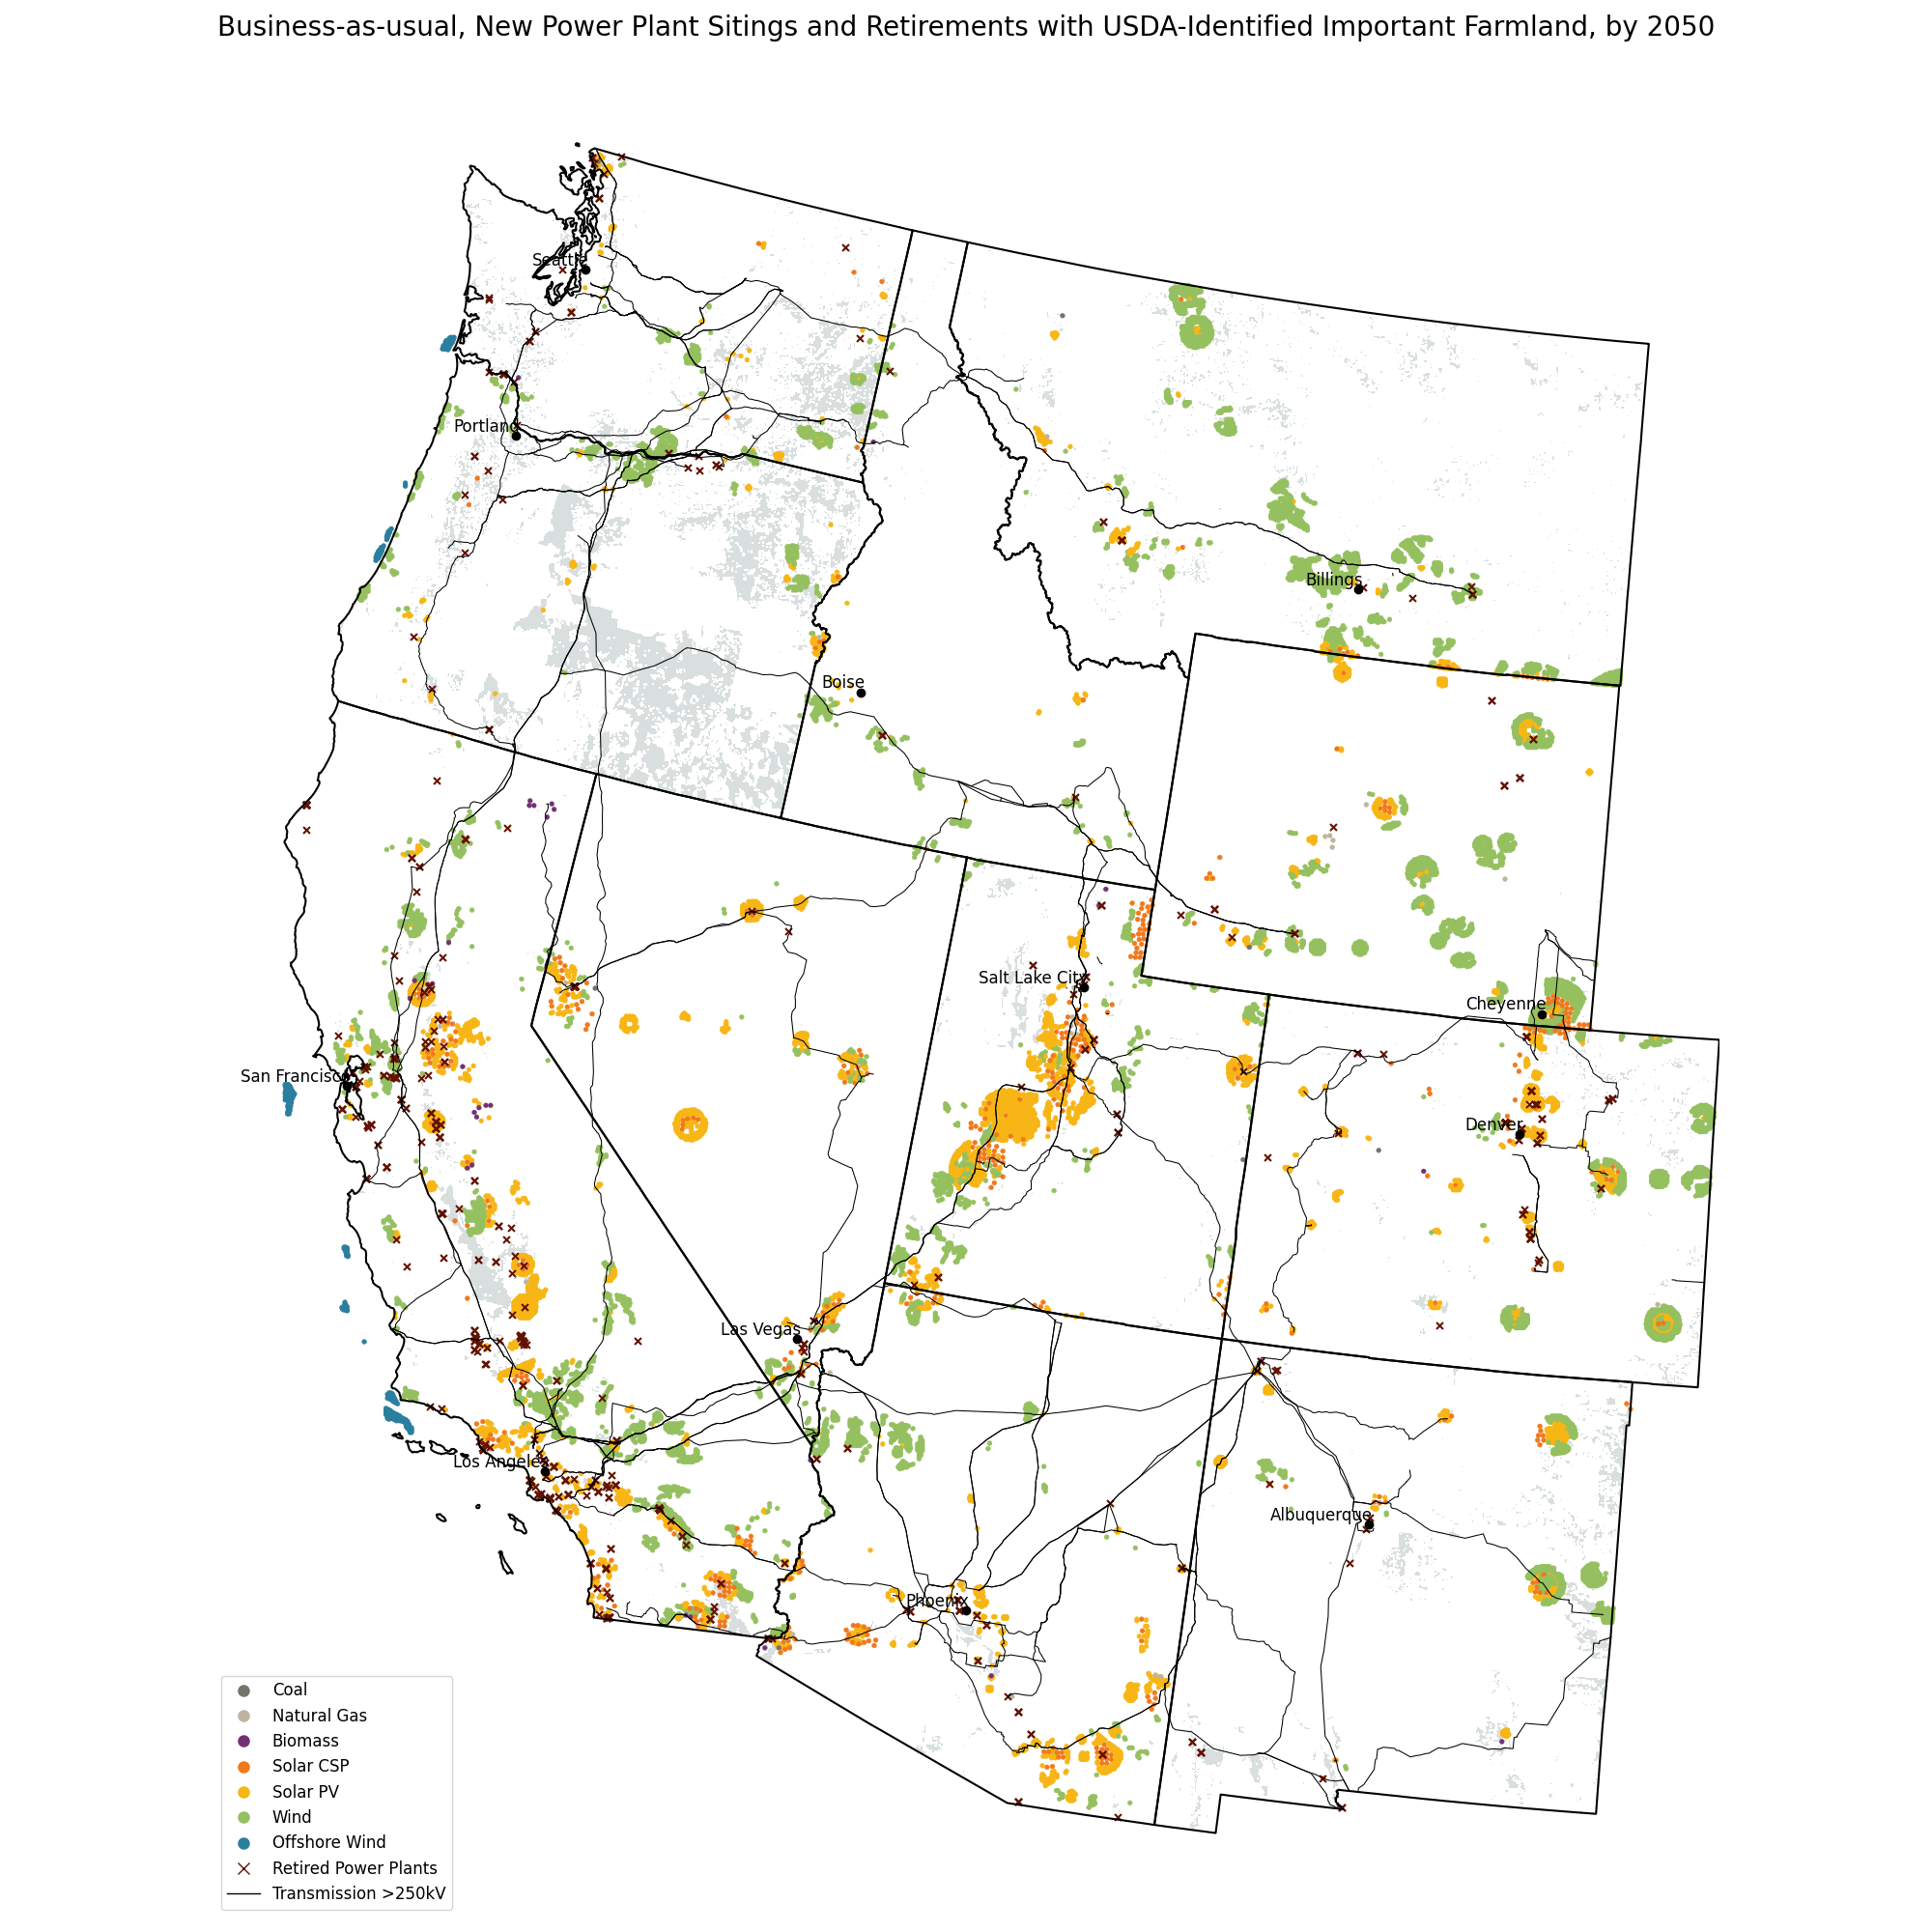 Business-as-usual, New Power Plant Sitings and Retirements with USDA-Identified Important Farmland, by 2050
Seattle
Portland
Billings
Boise
Salt Lake City
Cheyenne
San Francisco
Denver
Las Vegas
Los Angeles
Albuquerque
Phoenix
Coal
Natural Gas
Biomass
Solar CSP
Solar PV
Wind
Offshore Wind
Retired Power Plants
Transmission >250kV